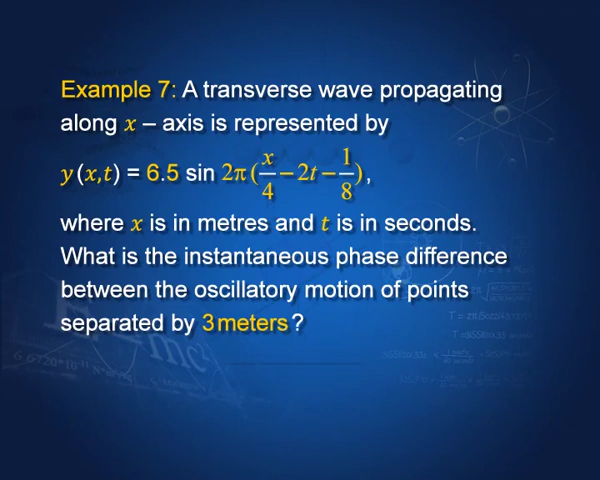 Example 7: A transverse wave propagating
along x – axis is represented by
y (x,t) = 6.5 sin 2π (x/4 – 2t – 1/8),
where x is in metres and t is in seconds.
What is the instantaneous phase difference
between the oscillatory motion of points
separated by 3 meters ?